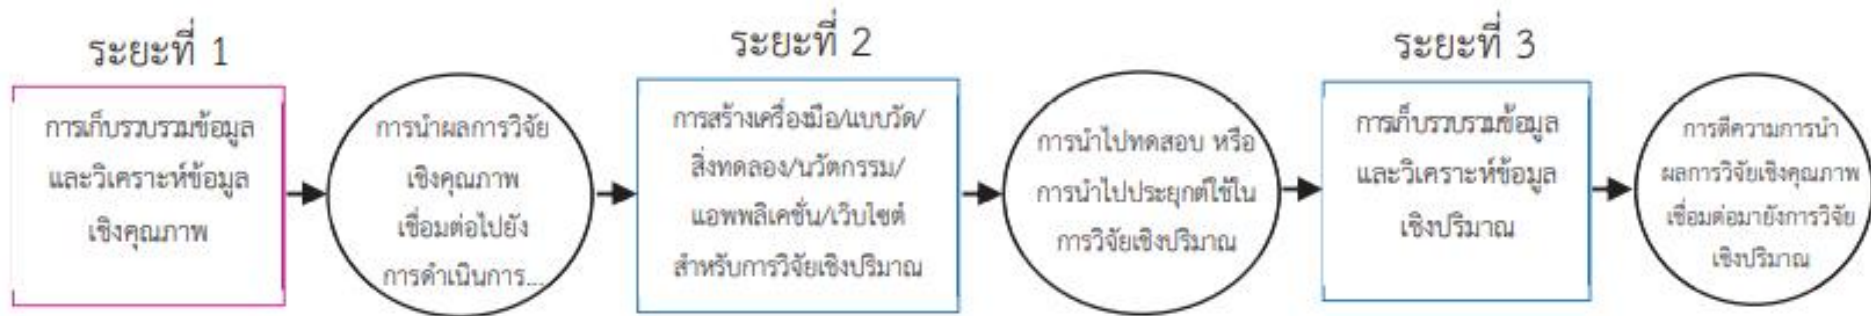 ระยะที่ 1
การเก็บรวบรวมข้อมูล
และวิเคราะห์ข้อมูล
เชิงคุณภาพ
การนำผลการวิจัย
เชิงคุณภาพ
เชื่อมต่อไปยัง
การดำเนินการ...
ระยะที่ 2
การสร้างเครื่องมือ/แบบวัด/
สิ่งทดลอง/นวัตกรรม/
แอพพลิเคชั่น/เว็บไซต์
สำหรับการวิจัยเชิงปริมาณ
การนำไปทดสอบ หรือ
การนำไปประยุกต์ใช้ใน
การวิจัยเชิงปริมาณ
ระยะที่ 3
การเก็บรวบรวมข้อมูล
และวิเคราะห์ข้อมูล
เชิงปริมาณ
การตีความการนำ
ผลการวิจัยเชิงคุณภาพ
เชื่อมต่อมายังการวิจัย
เชิงปริมาณ